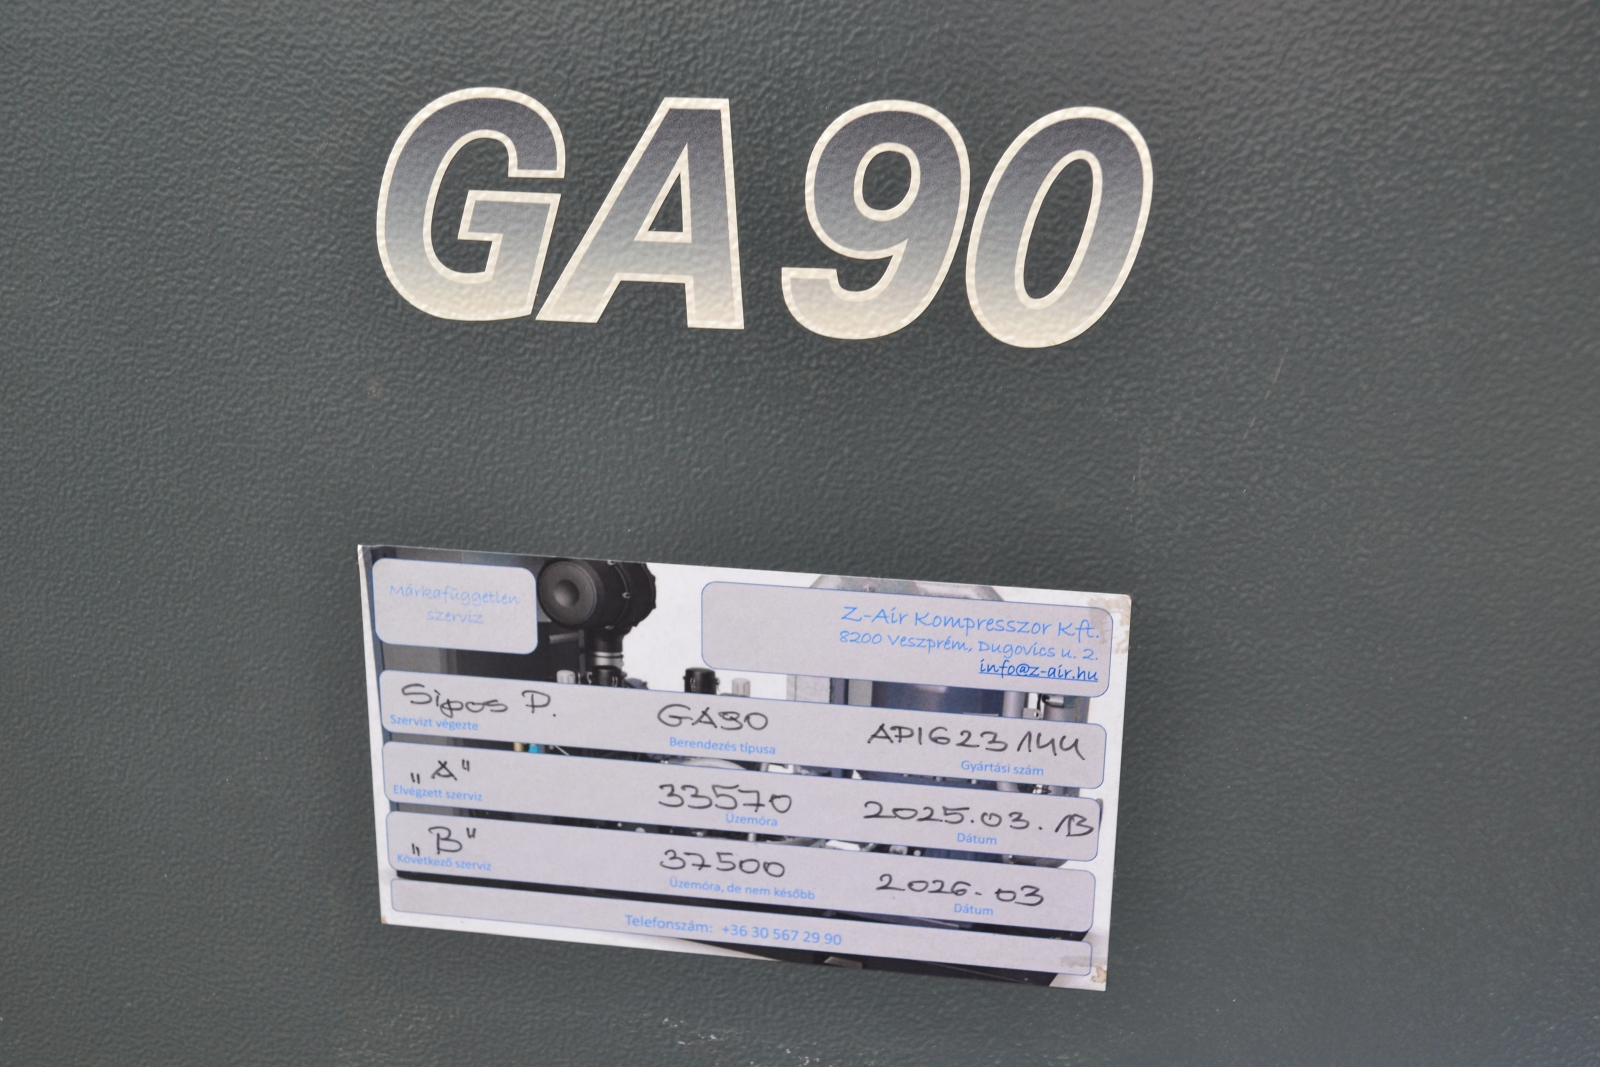 GA90
Márkafüggetlen
szerviz
Z-Air Kompresszor Kft.
8200 Veszprém, Dugovics u. 2.
info@z-air.hu
Sipos P. GA90 API623144
Szervizt végezte Berendezés típusa Gyártási szám
„A" 33570 2025.03.13
Elvégzett szerviz Üzemóra Dátum
„B" 37500 2026.03
Következő szerviz Üzemóra, de nem később Dátum
Telefonszám: +36 30 567 29 90